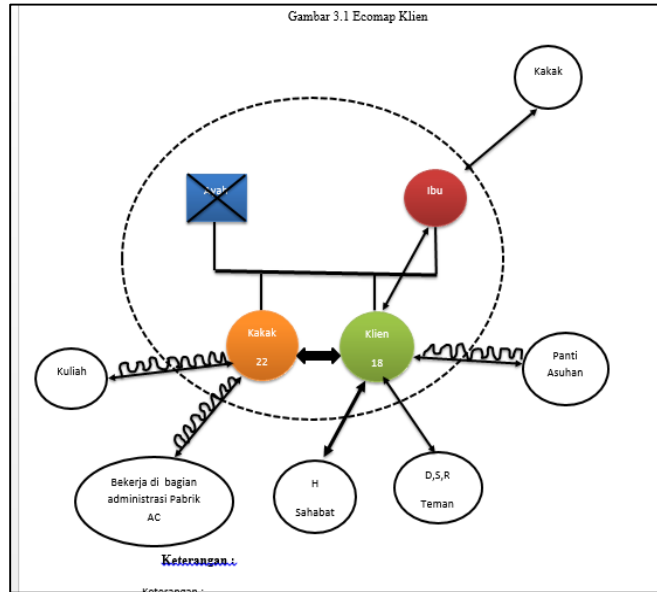 Gambar 3.1 Ecomap Klien
Kakak
Ayah
Ibu
Kakak
22
Klien
18
Kuliah
Panti
Asuhan
Bekerja di bagian
administrasi Pabrik
AC
H
Sahabat
D,S,R
Teman
Keterangan :
Keterangan :